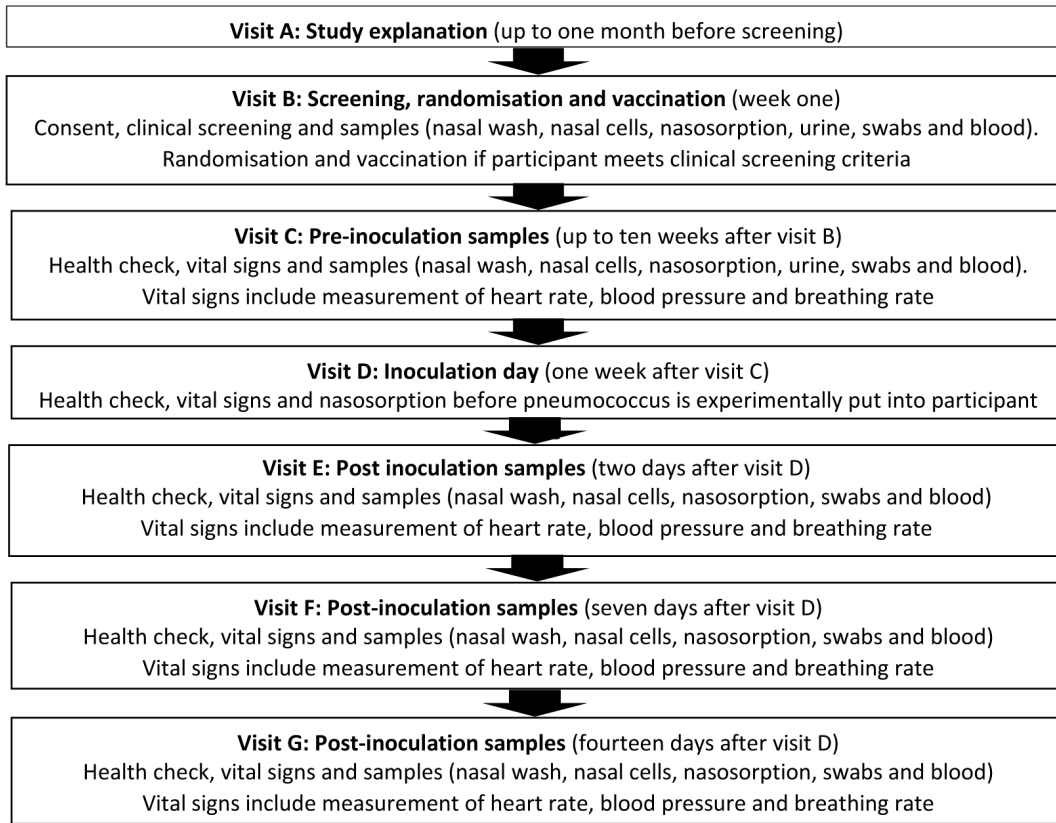 Visit A: Study explanation (up to one month before screening)
Visit B: Screening, randomisation and vaccination (week one)
Consent, clinical screening and samples (nasal wash, nasal cells, nasosorption, urine, swabs and blood).
Randomisation and vaccination if participant meets clinical screening criteria
Visit C: Pre-inoculation samples (up to ten weeks after visit B)
Health check, vital signs and samples (nasal wash, nasal cells, nasosorption, urine, swabs and blood).
Vital signs include measurement of heart rate, blood pressure and breathing rate
Visit D: Inoculation day (one week after visit C)
Health check, vital signs and nasosorption before pneumococcus is experimentally put into participant
Visit E: Post inoculation samples (two days after visit D)
Health check, vital signs and samples (nasal wash, nasal cells, nasosorption, swabs and blood)
Vital signs include measurement of heart rate, blood pressure and breathing rate
Visit F: Post-inoculation samples (seven days after visit D)
Health check, vital signs and samples (nasal wash, nasal cells, nasosorption, swabs and blood)
Vital signs include measurement of heart rate, blood pressure and breathing rate
Visit G: Post-inoculation samples (fourteen days after visit D)
Health check, vital signs and samples (nasal wash, nasal cells, nasosorption, swabs and blood)
Vital signs include measurement of heart rate, blood pressure and breathing rate